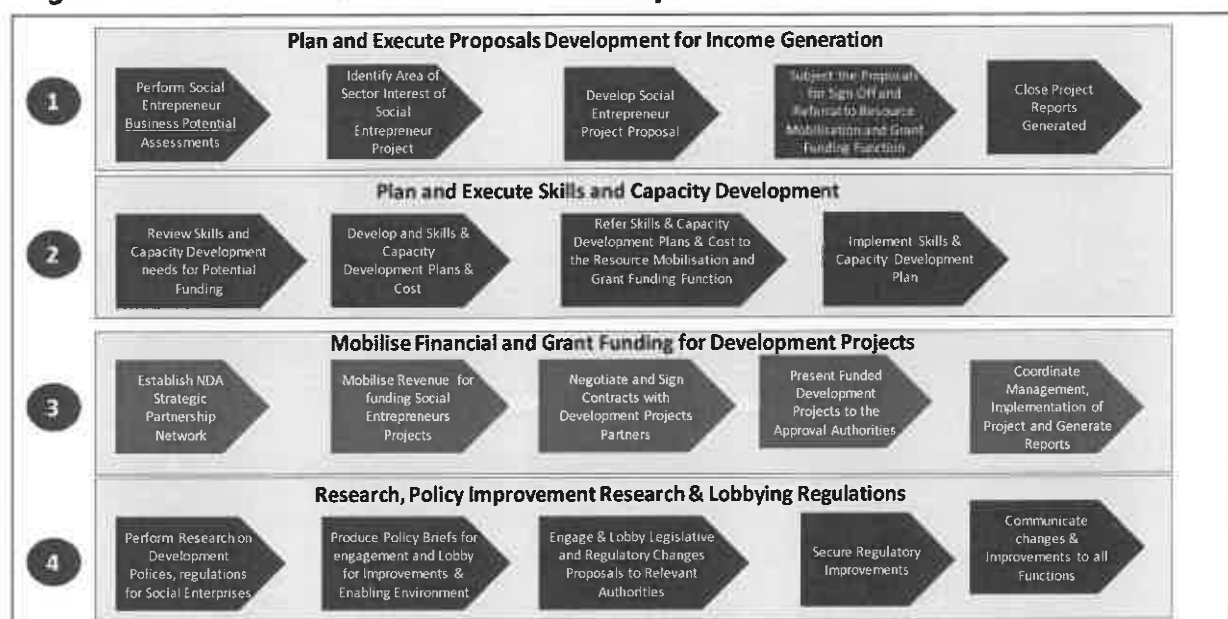 Plan and Execute Proposals Development for Income Generation
1
Perform Social
Entrepreneur
Business Potential
Assessments
Identify Area of
Sector Interest of
Social
Entrepreneur
Project
Develop Social
Entrepreneur
Project Proposal
Subject the Proposals
for Sign Off and
Referral to Resource
Mobilisation and Grant
Funding Function
Close Project
Reports
Generated
Plan and Execute Skills and Capacity Development
2
Review Skills and
Capacity Development
needs for Potential
Funding
Develop and Skills &
Capacity
Development Plans &
Cost
Refer Skills & Capacity
Development Plans & Cost to
the Resource Mobilisation and
Grant Funding Function
Implement Skills &
Capacity Development
Plan
Mobilise Financial and Grant Funding for Development Projects
3
Establish NDA
Strategic
Partnership
Network
Mobilise Revenue for
funding Social
Entrepreneurs
Projects
Negotiate and Sign
Contracts with
Development Projects
Partners
Present Funded
Development
Projects to the
Approval Authorities
Coordinate
Management,
Implementation of
Project and Generate
Reports
Research, Policy Improvement Research & Lobbying Regulations
4
Perform Research on
Development
Polices, regulations
for Social Enterprises
Produce Policy Briefs for
engagement and Lobby
for Improvements &
Enabling Environment
Engage & Lobby Legislative
and Regulatory Changes
Proposals to Relevant
Authorities
Secure Regulatory
Improvements
Communicate
changes &
Improvements to all
Functions